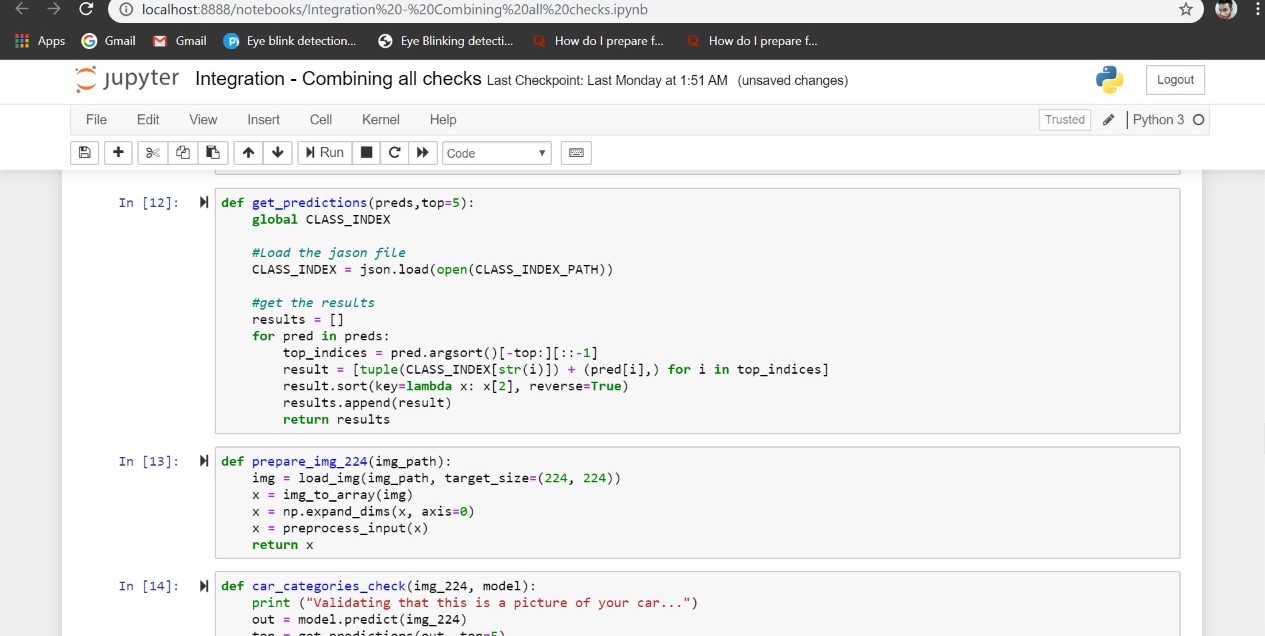 localhost:8888/notebooks/Integration%20-%20Combining%20all%20checks.ipynb
Apps Gmail Gmail Eye blink detection... Eye Blinking detecti... How do I prepare f... How do I prepare f...
jupyter Integration - Combining all checks Last Checkpoint: Last Monday at 1:51 AM (unsaved changes) Logout
File Edit View Insert Cell Kernel Help Trusted Python 3
Run Code
In [12]: def get_predictions(preds,top=5):
    global CLASS_INDEX
    #Load the jason file
    CLASS_INDEX = json.load(open(CLASS_INDEX_PATH))
    #get the results
    results = []
    for pred in preds:
        top_indices = pred.argsort()[-top:][::-1]
        result = [tuple(CLASS_INDEX[str(i)]) + (pred[i],) for i in top_indices]
        result.sort(key=lambda x: x[2], reverse=True)
        results.append(result)
        return results
In [13]: def prepare_img_224(img_path):
    img = load_img(img_path, target_size=(224, 224))
    x = img_to_array(img)
    x = np.expand_dims(x, axis=0)
    x = preprocess_input(x)
    return x
In [14]: def car_categories_check(img_224, model):
    print ("Validating that this is a picture of your car...")
    out = model.predict(img_224)
    top = get_predictions(out, top=5)